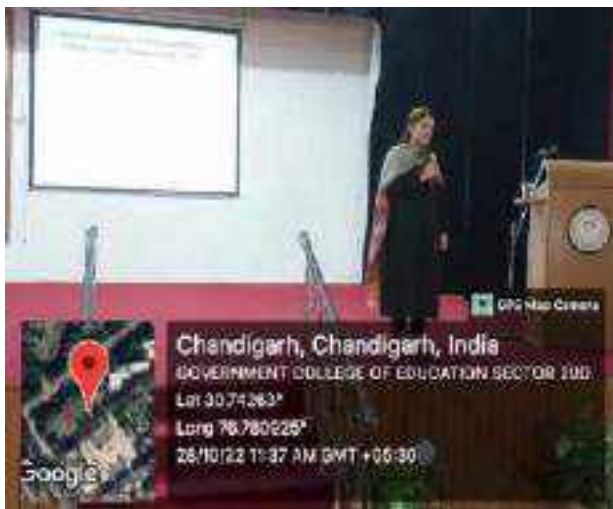 GPS Map Camera
Chandigarh, Chandigarh, India
GOVERNMENT COLLEGE OF EDUCATION SECTOR 20D
Lat 30.74263°
Long 76.780925°
28/10/22 11:37 AM GMT +05:30
Google